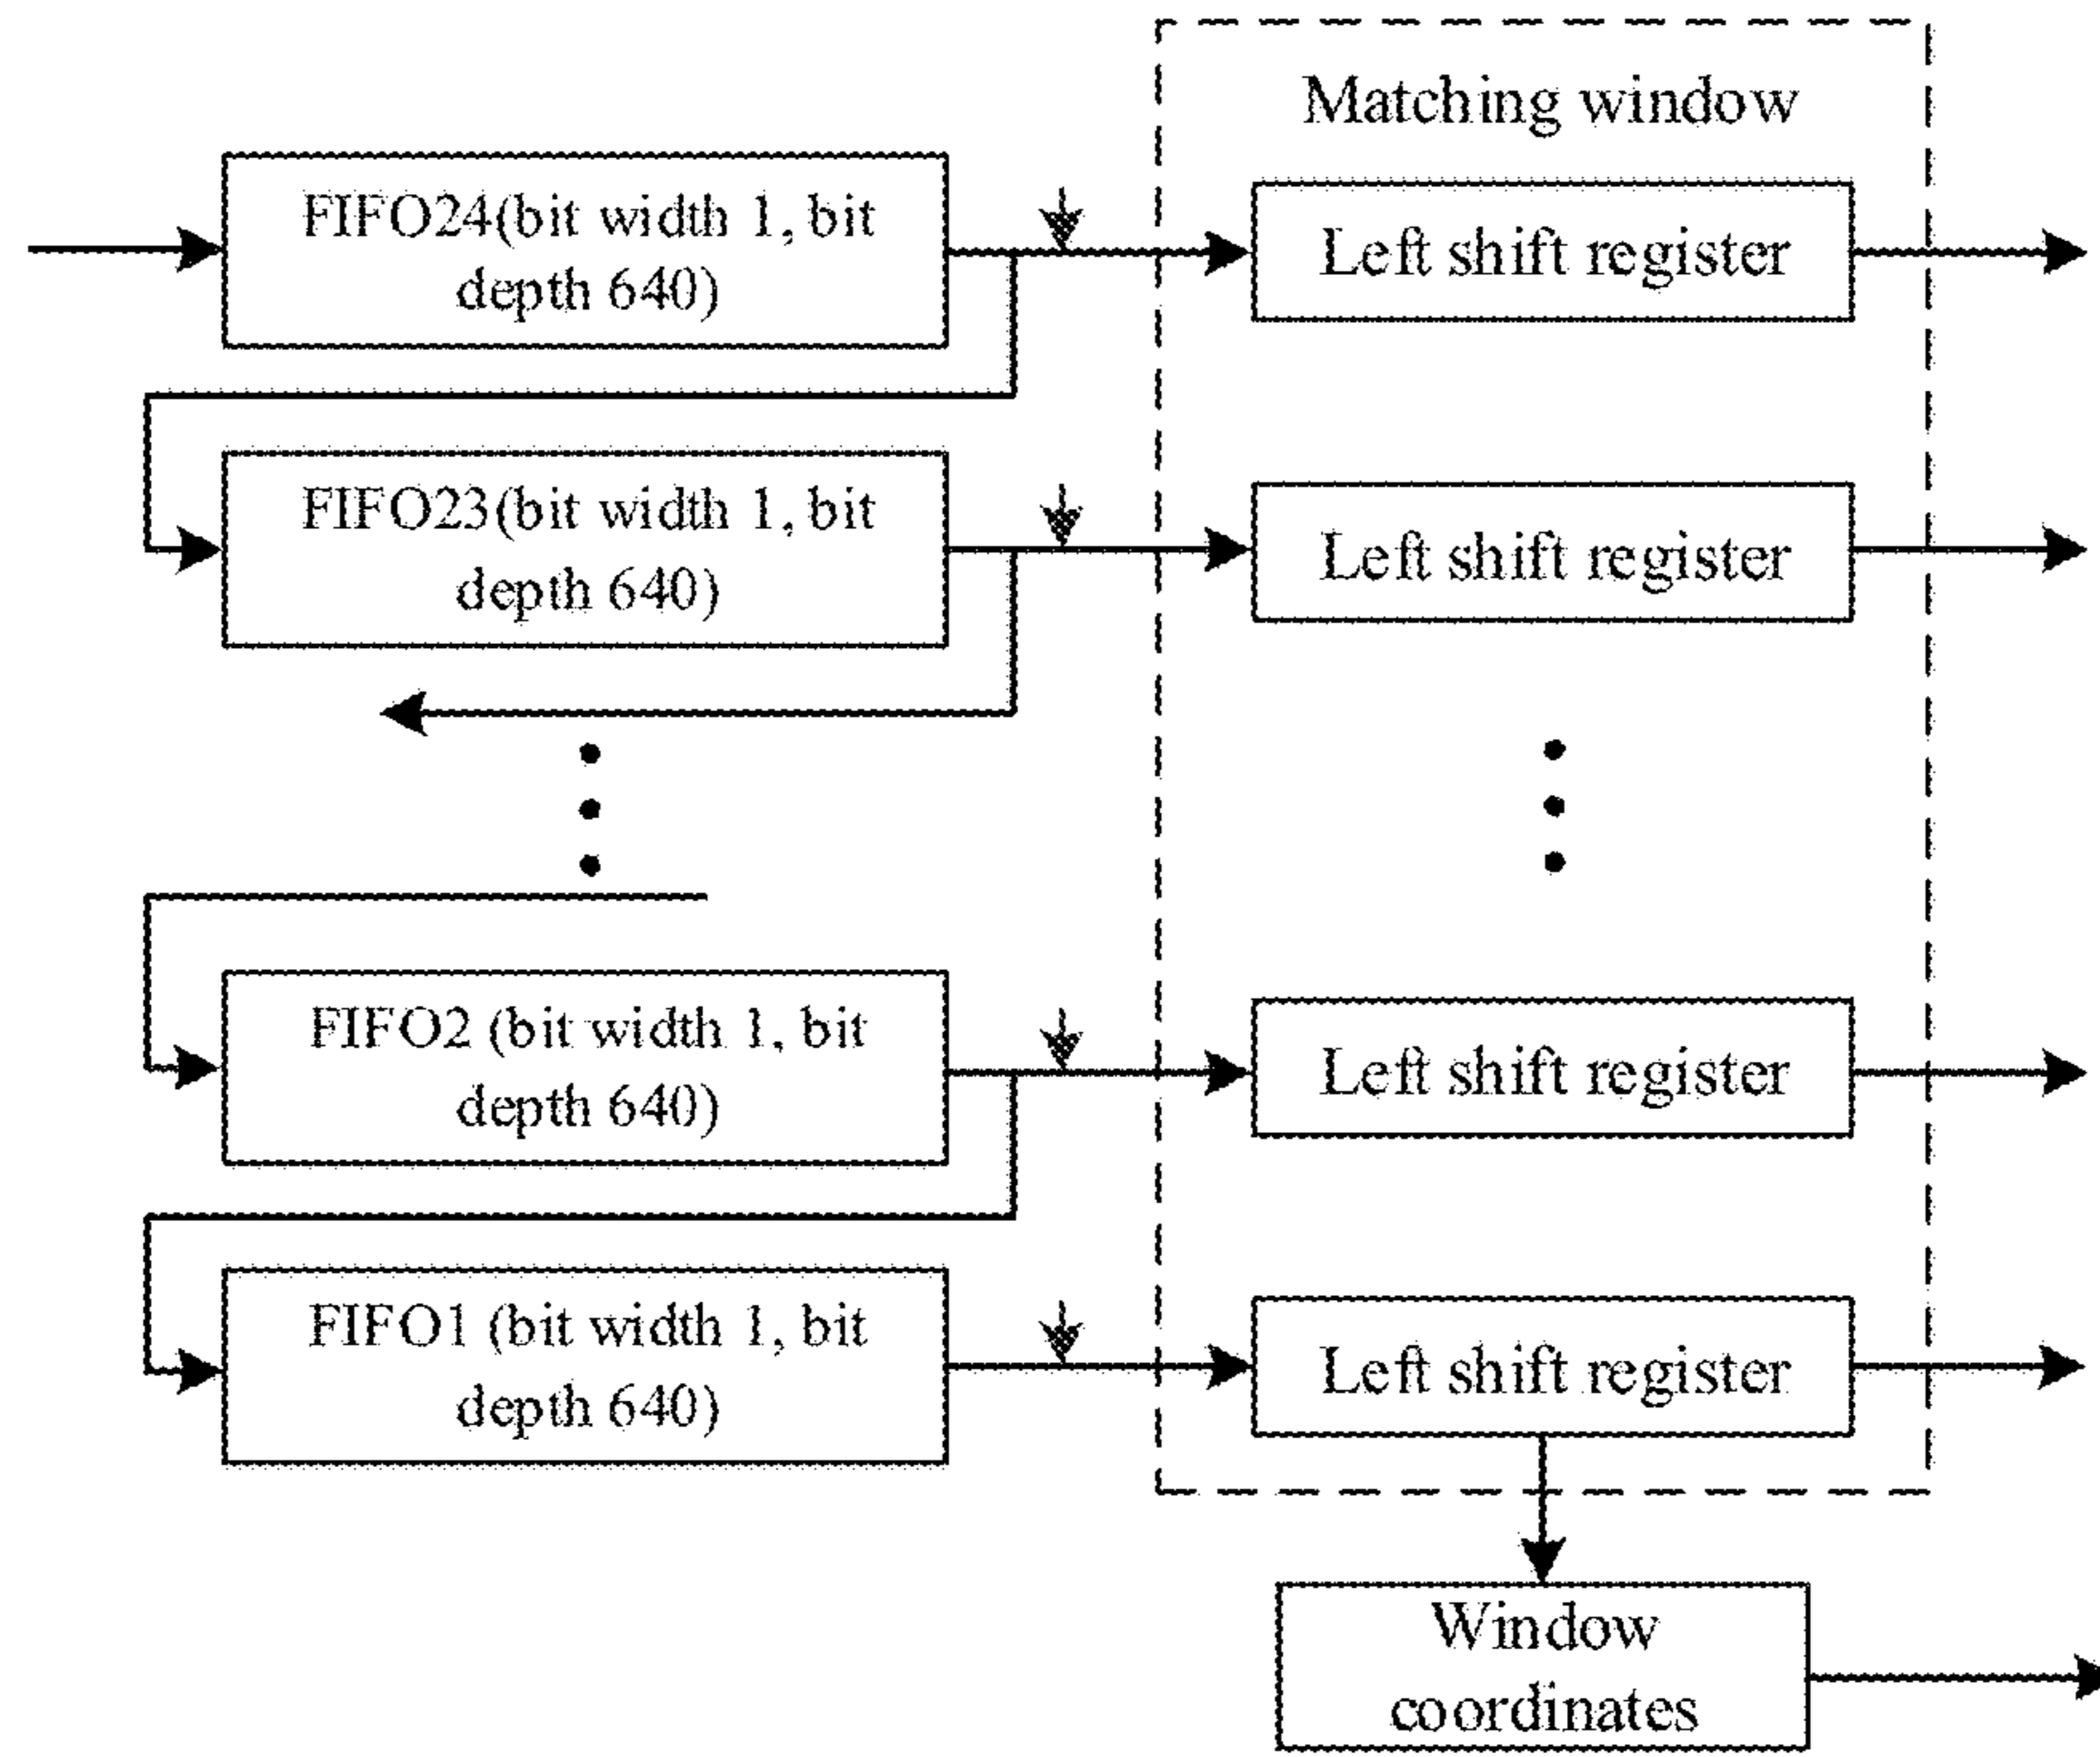 Matching window
FIFO24(bit width 1, bit
depth 640)
Left shift register
FIFO23(bit width 1, bit
depth 640)
Left shift register
FIFO2 (bit width 1, bit
depth 640)
Left shift register
FIFO1 (bit width 1, bit
depth 640)
Left shift register
Window
coordinates